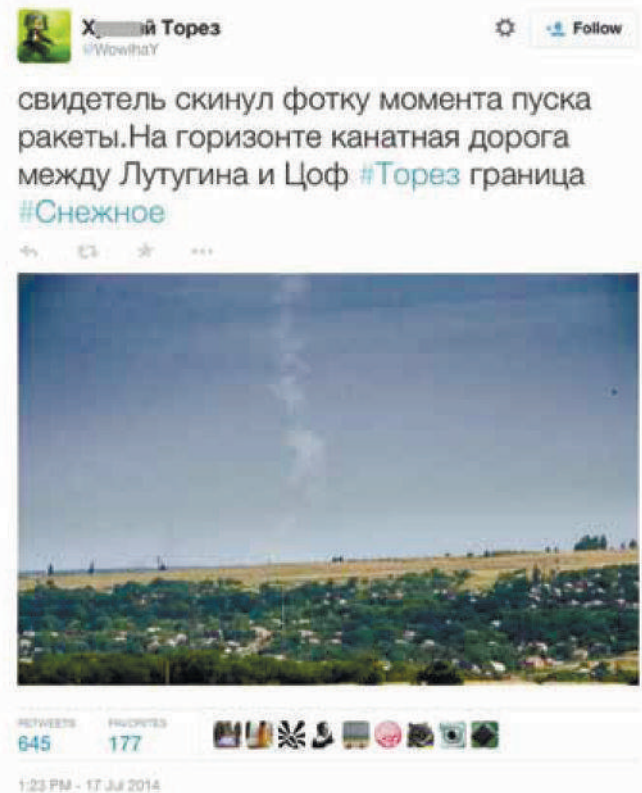 Торез
Follow
@WowihaY
свидетель скинул фотку момента пуска
ракеты.На горизонте канатная дорога
между Лутугина и Цоф #Торез граница
#Снежное
RETWEETS FAVORITES
645 177
1:23 PM - 17 Jul 2014